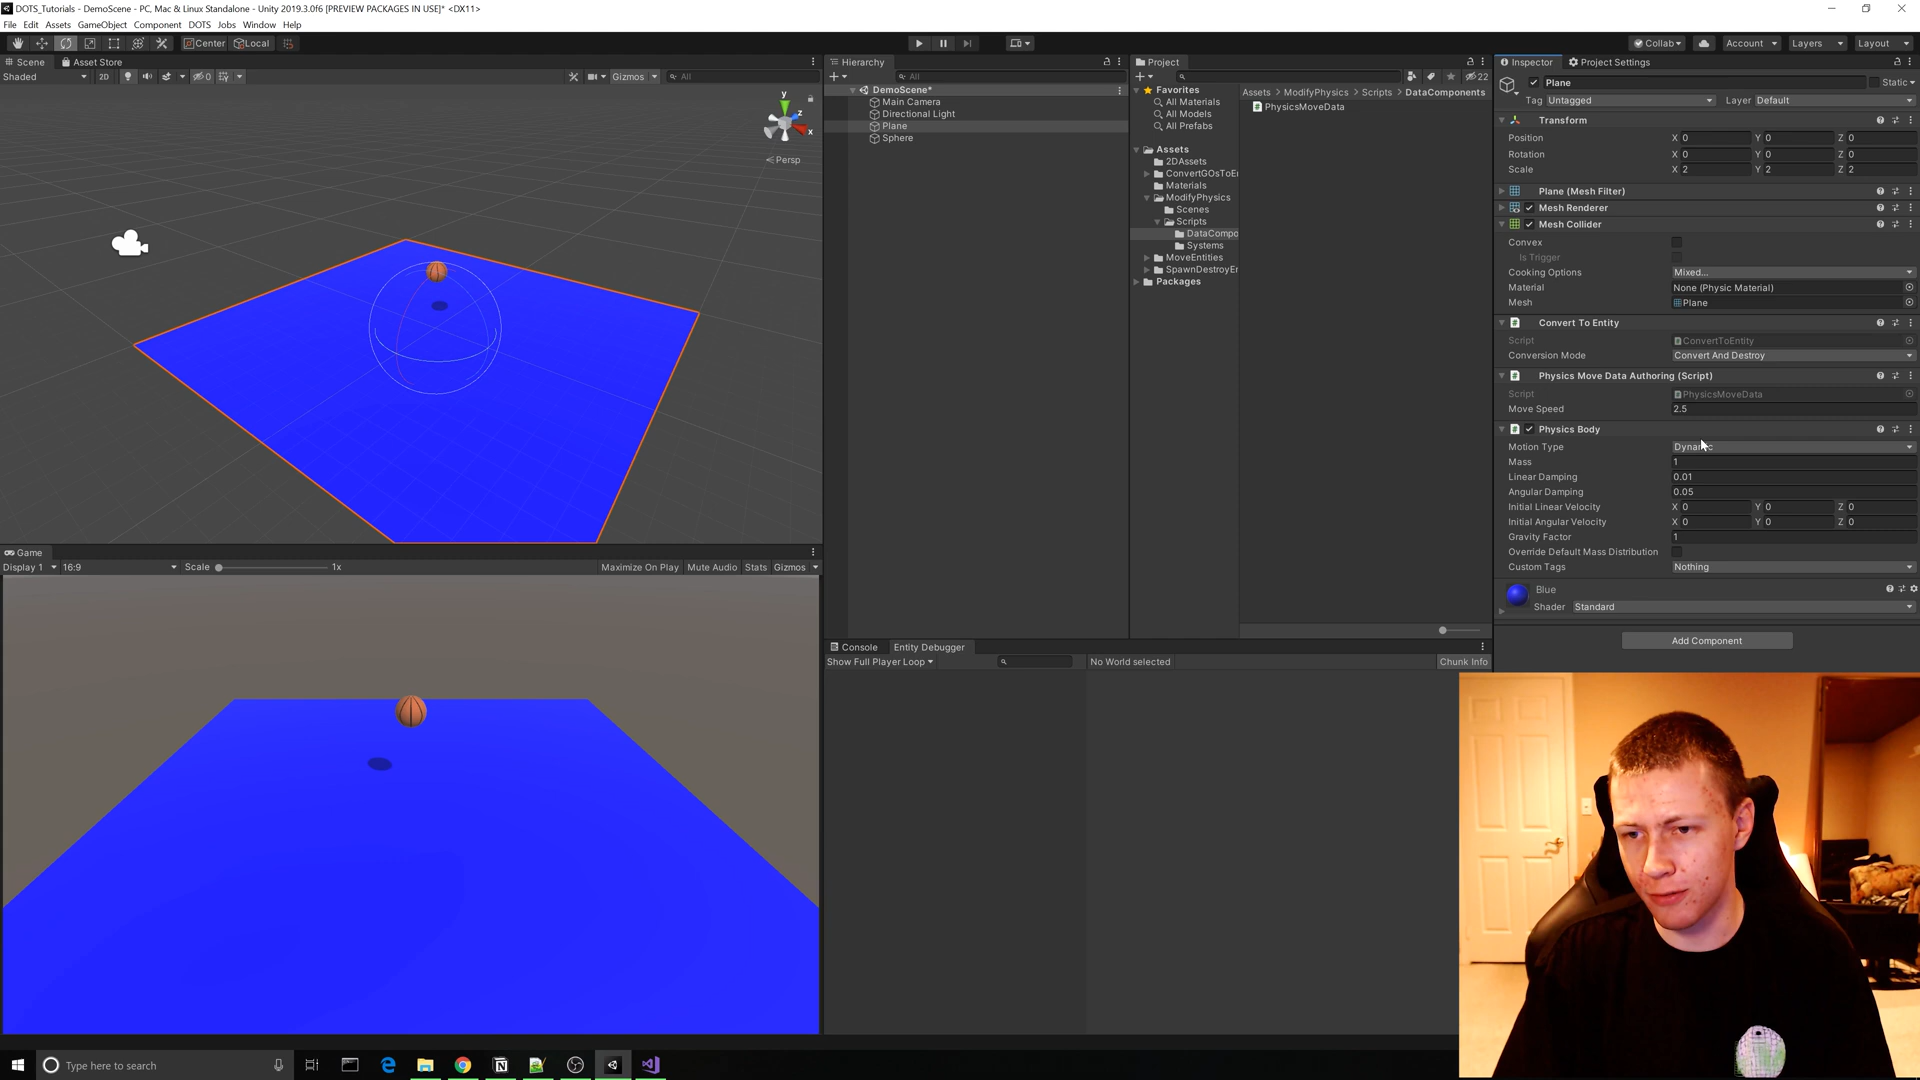 DOTS_Tutorials - DemoScene - PC, Mac & Linux Standalone - Unity 2019.3.0f6 [PREVIEW PACKAGES IN USE]* <DX11>
File Edit Assets GameObject Component DOTS Jobs Window Help
Center Local
Collab Account Layers Layout
Scene Asset Store
Shaded 2D 0 Gizmos All
y
z
x
Persp
Game
Display 1 16:9 Scale 1x Maximize On Play Mute Audio Stats Gizmos
Hierarchy
All
DemoScene*
Main Camera
Directional Light
Plane
Sphere
Project
22
Favorites
All Materials
All Models
All Prefabs
Assets
2DAssets
ConvertGOsToEn
Materials
ModifyPhysics
Scenes
Scripts
DataCompo
Systems
MoveEntities
SpawnDestroyEn
Packages
Assets > ModifyPhysics > Scripts > DataComponents
PhysicsMoveData
Console Entity Debugger
Show Full Player Loop No World selected Chunk Info
Inspector Project Settings
Plane Static
Tag Untagged Layer Default
Transform
Position X 0 Y 0 Z 0
Rotation X 0 Y 0 Z 0
Scale X 2 Y 2 Z 2
Plane (Mesh Filter)
Mesh Renderer
Mesh Collider
Convex
Is Trigger
Cooking Options Mixed...
Material None (Physic Material)
Mesh Plane
Convert To Entity
Script ConvertToEntity
Conversion Mode Convert And Destroy
Physics Move Data Authoring (Script)
Script PhysicsMoveData
Move Speed 2.5
Physics Body
Motion Type Dynamic
Mass 1
Linear Damping 0.01
Angular Damping 0.05
Initial Linear Velocity X 0 Y 0 Z 0
Initial Angular Velocity X 0 Y 0 Z 0
Gravity Factor 1
Override Default Mass Distribution
Custom Tags Nothing
Blue
Shader Standard
Add Component
Type here to search